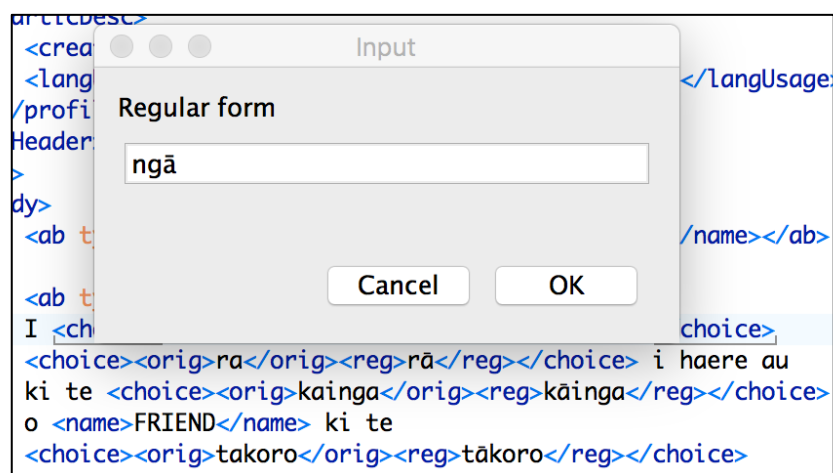 articDesc>
<crea
Input
<lang
</langUsage>
/profi
Regular form
Header
ngā
>
dy>
<ab t
/name></ab>
Cancel
OK
<ab t
I <ch
choice>
<choice><orig>ra</orig><reg>rā</reg></choice> i haere au
ki te <choice><orig>kainga</orig><reg>kāinga</reg></choice>
o <name>FRIEND</name> ki te
<choice><orig>takoro</orig><reg>tākoro</reg></choice>